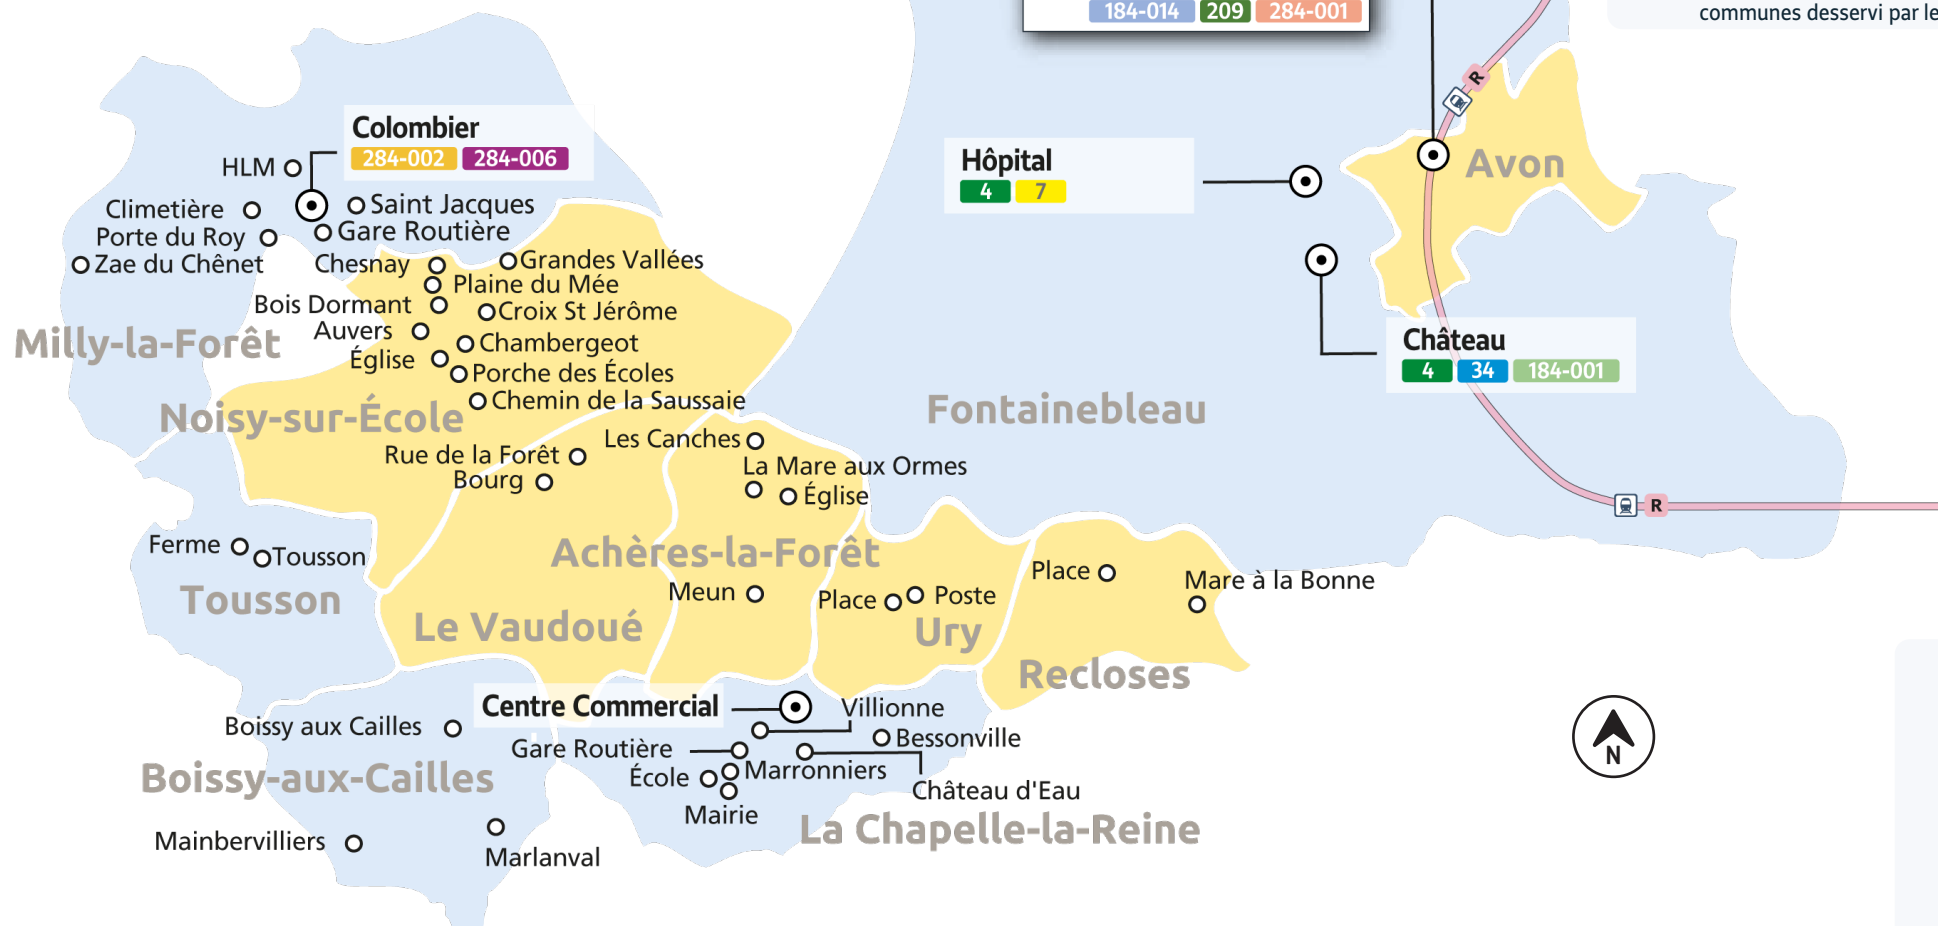 184-014 209 284-001
communes desservi par le
R
Colombier
284-002 284-006
HLM
Climetière
Saint Jacques
Porte du Roy
Gare Routière
Zae du Chênet
Hôpital
4 7
Avon
Chesnay
Grandes Vallées
Plaine du Mée
Bois Dormant
Croix St Jérôme
Auvers
Chambergeot
Milly-la-Forêt
Église
Porche des Écoles
Chemin de la Saussaie
Noisy-sur-École
Château
4 34 184-001
Fontainebleau
Les Canches
Rue de la Forêt
La Mare aux Ormes
Bourg
Église
R
Ferme
Tousson
Achères-la-Forêt
Place
Mare à la Bonne
Tousson
Meun
Place
Poste
Le Vaudoué
Ury
Recloses
Centre Commercial
Villionne
Boissy aux Cailles
Bessonville
Gare Routière
Marronniers
École
Boissy-aux-Cailles
Château d'Eau
Mairie
La Chapelle-la-Reine
Mainbervilliers
Marlanval
N